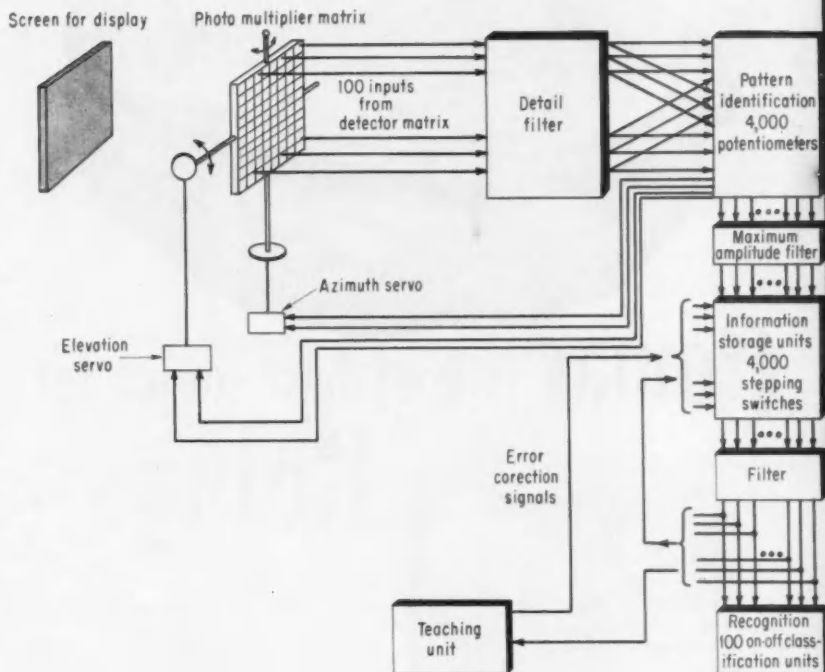 Screen for display
Photo multiplier matrix
100 inputs
from
detector matrix
Detail
filter
Pattern
identification
4,000
potentiometers
Maximum
amplitude filter
Azimuth servo
Elevation
servo
Information
storage units
4,000
stepping
switches
Error
corection
signals
Filter
Teaching
unit
Recognition
100 on-off class-
ification units